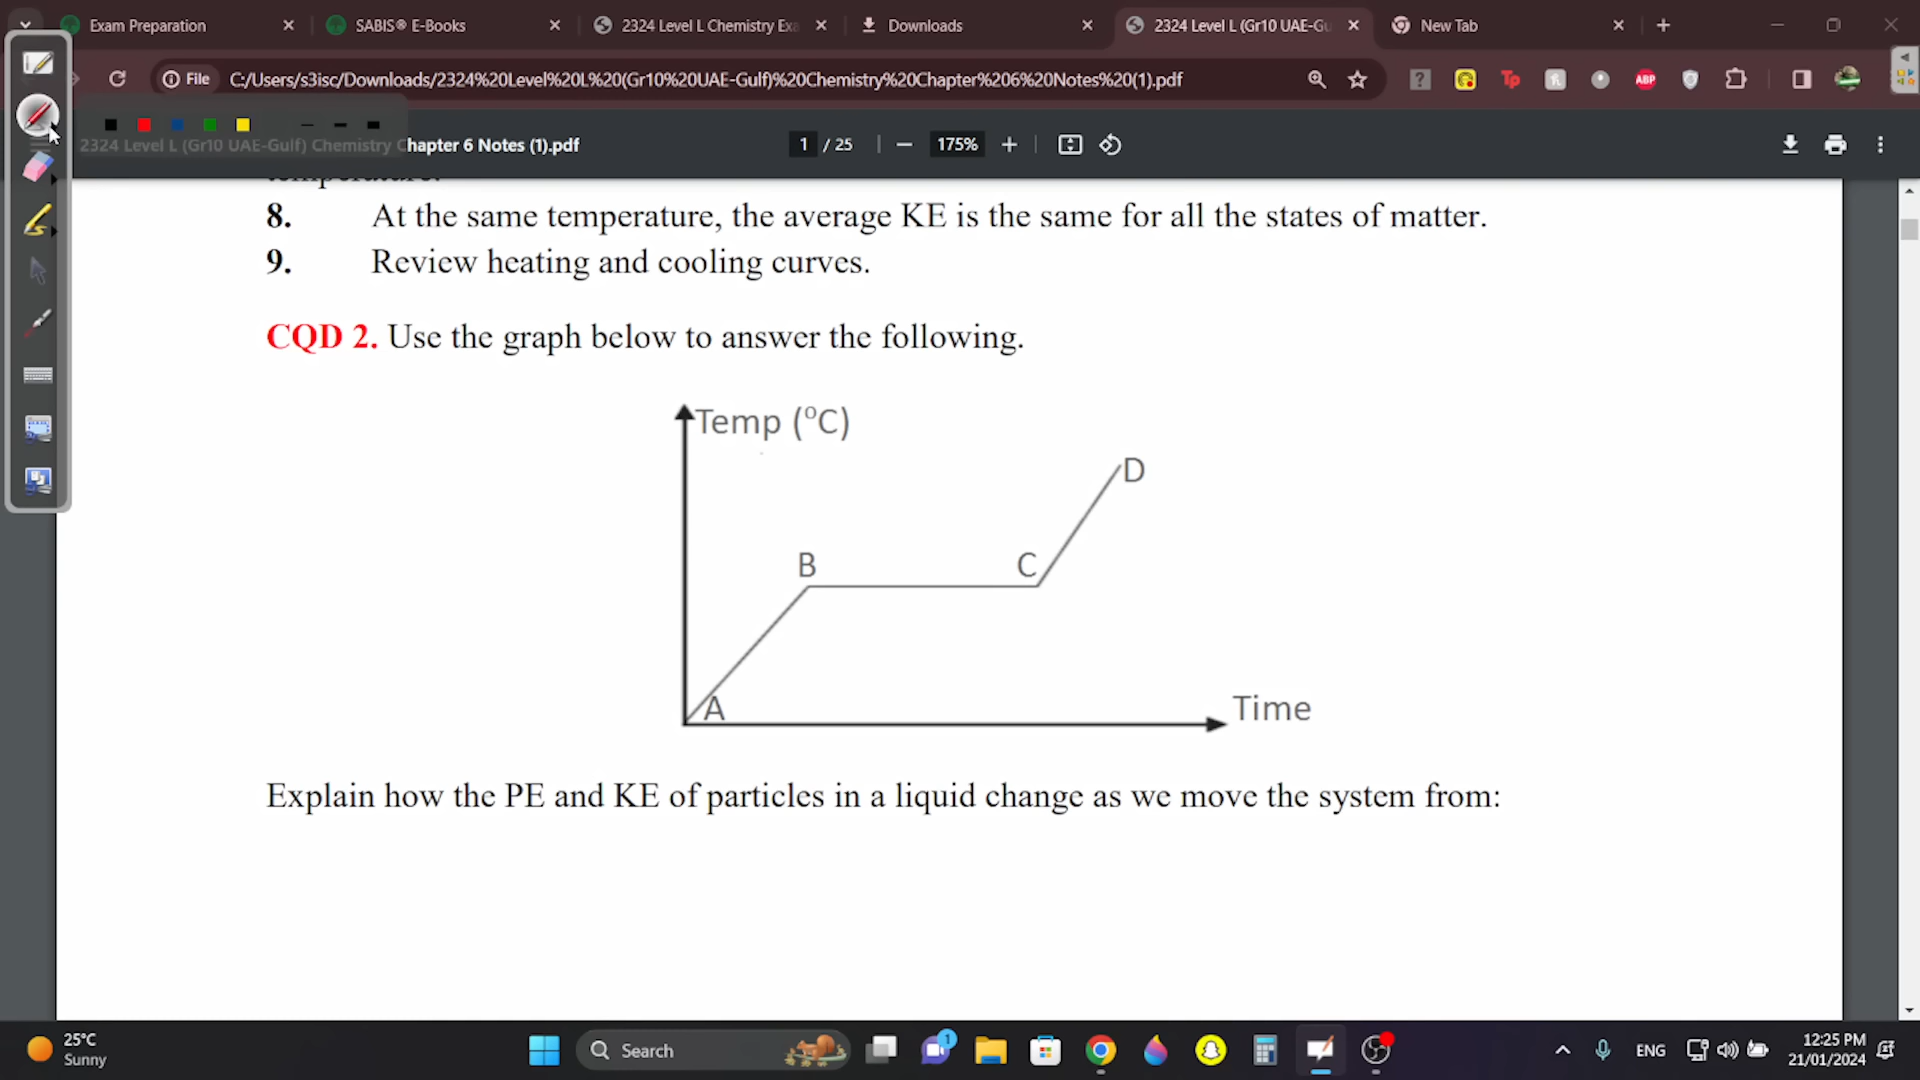 Exam Preparation
SABIS® E-Books
2324 Level L Chemistry Exa
Downloads
2324 Level L (Gr10 UAE-Gu
New Tab
File
C:/Users/s3isc/Downloads/2324%20Level%20L%20(Gr10%20UAE-Gulf)%20Chemistry%20Chapter%206%20Notes%20(1).pdf
2324 Level L (Gr10 UAE-Gulf) Chemistry Chapter 6 Notes (1).pdf
1 / 25
175%
temperature.
8. At the same temperature, the average KE is the same for all the states of matter.
9. Review heating and cooling curves.
CQD 2. Use the graph below to answer the following.
Temp (°C)
D
B
C
A
Time
Explain how the PE and KE of particles in a liquid change as we move the system from:
25°C
Sunny
Search
1
ENG
12:25 PM
21/01/2024